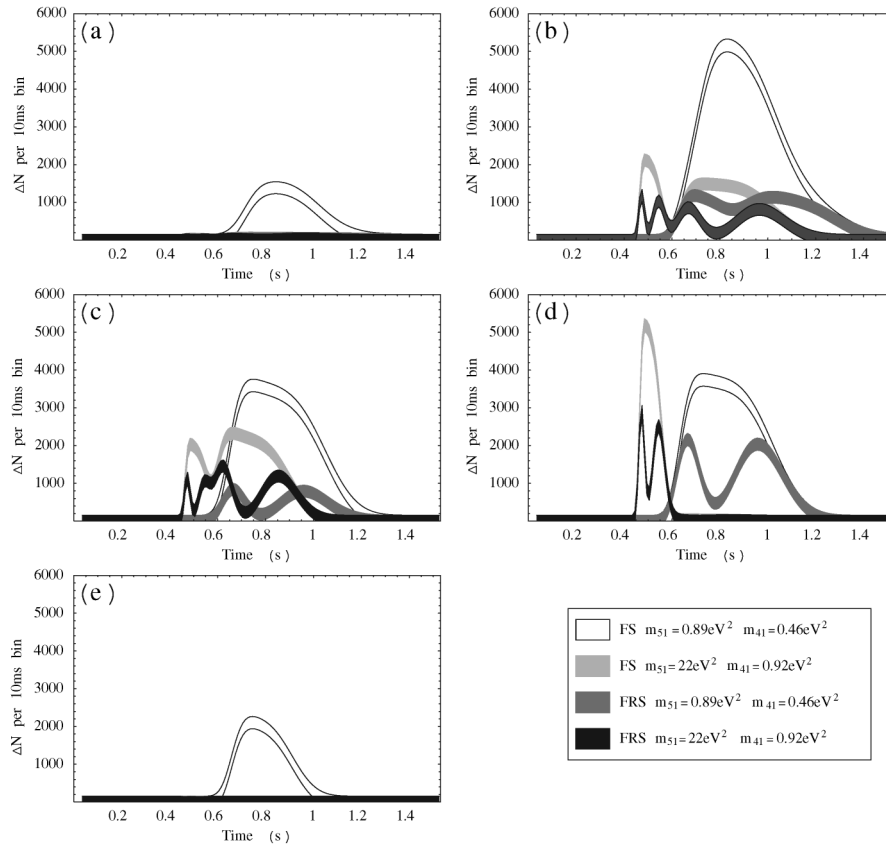 (a)
6000
5000
4000
3000
2000
1000
ΔN per 10ms bin
0.2 0.4 0.6 0.8 1 1.2 1.4
Time (s)
(b)
6000
5000
4000
3000
2000
1000
ΔN per 10ms bin
0.2 0.4 0.6 0.8 1 1.2 1.4
Time (s)
(c)
6000
5000
4000
3000
2000
1000
ΔN per 10ms bin
0.2 0.4 0.6 0.8 1 1.2 1.4
Time (s)
(d)
6000
5000
4000
3000
2000
1000
ΔN per 10ms bin
0.2 0.4 0.6 0.8 1 1.2 1.4
Time (s)
(e)
6000
5000
4000
3000
2000
1000
ΔN per 10ms bin
0.2 0.4 0.6 0.8 1 1.2 1.4
Time (s)
FS m₅₁=0.89eV² m₄₁=0.46eV²
FS m₅₁=22eV² m₄₁=0.92eV²
FRS m₅₁=0.89eV² m₄₁=0.46eV²
FRS m₅₁=22eV² m₄₁=0.92eV²